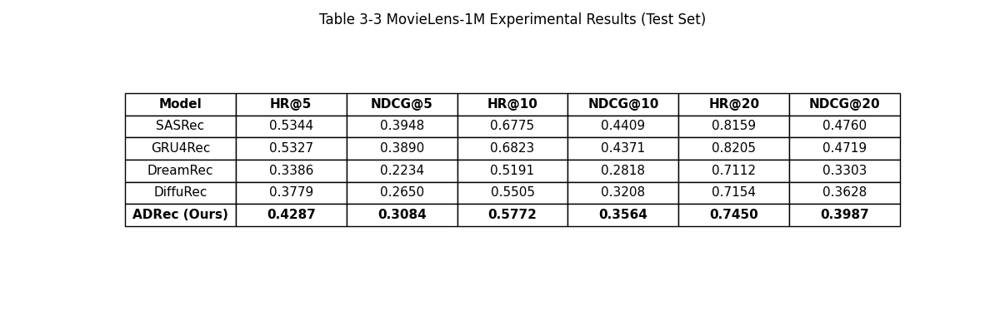 Table 3-3 MovieLens-1M Experimental Results (Test Set)
Model HR@5 NDCG@5 HR@10 NDCG@10 HR@20 NDCG@20
SASRec 0.5344 0.3948 0.6775 0.4409 0.8159 0.4760
GRU4Rec 0.5327 0.3890 0.6823 0.4371 0.8205 0.4719
DreamRec 0.3386 0.2234 0.5191 0.2818 0.7112 0.3303
DiffuRec 0.3779 0.2650 0.5505 0.3208 0.7154 0.3628
ADRec (Ours) 0.4287 0.3084 0.5772 0.3564 0.7450 0.3987